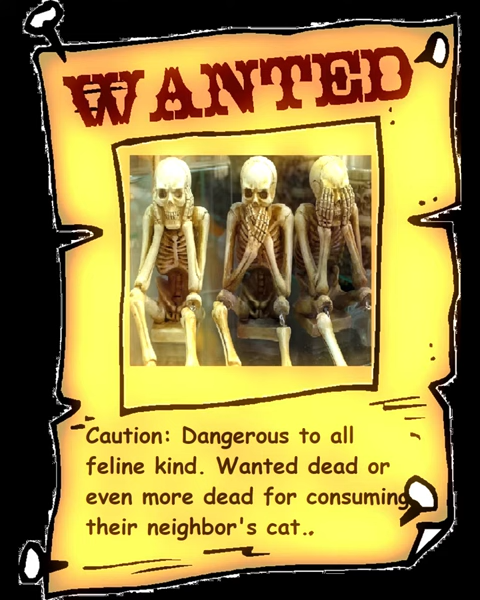 WANTED
Caution: Dangerous to all
feline kind. Wanted dead or
even more dead for consuming
their neighbor's cat..